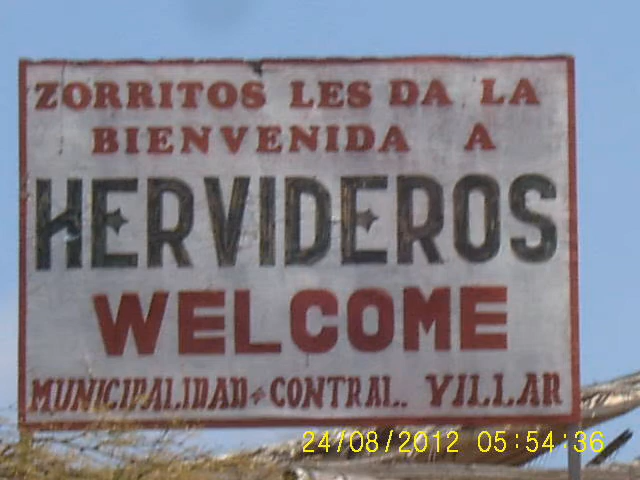 ZORRITOS LES DA LA
BIENVENIDA A
HERVIDEROS
WELCOME
MUNICIPALIDAD CONTRAL. VILLAR
24/08/2012 05:54:36